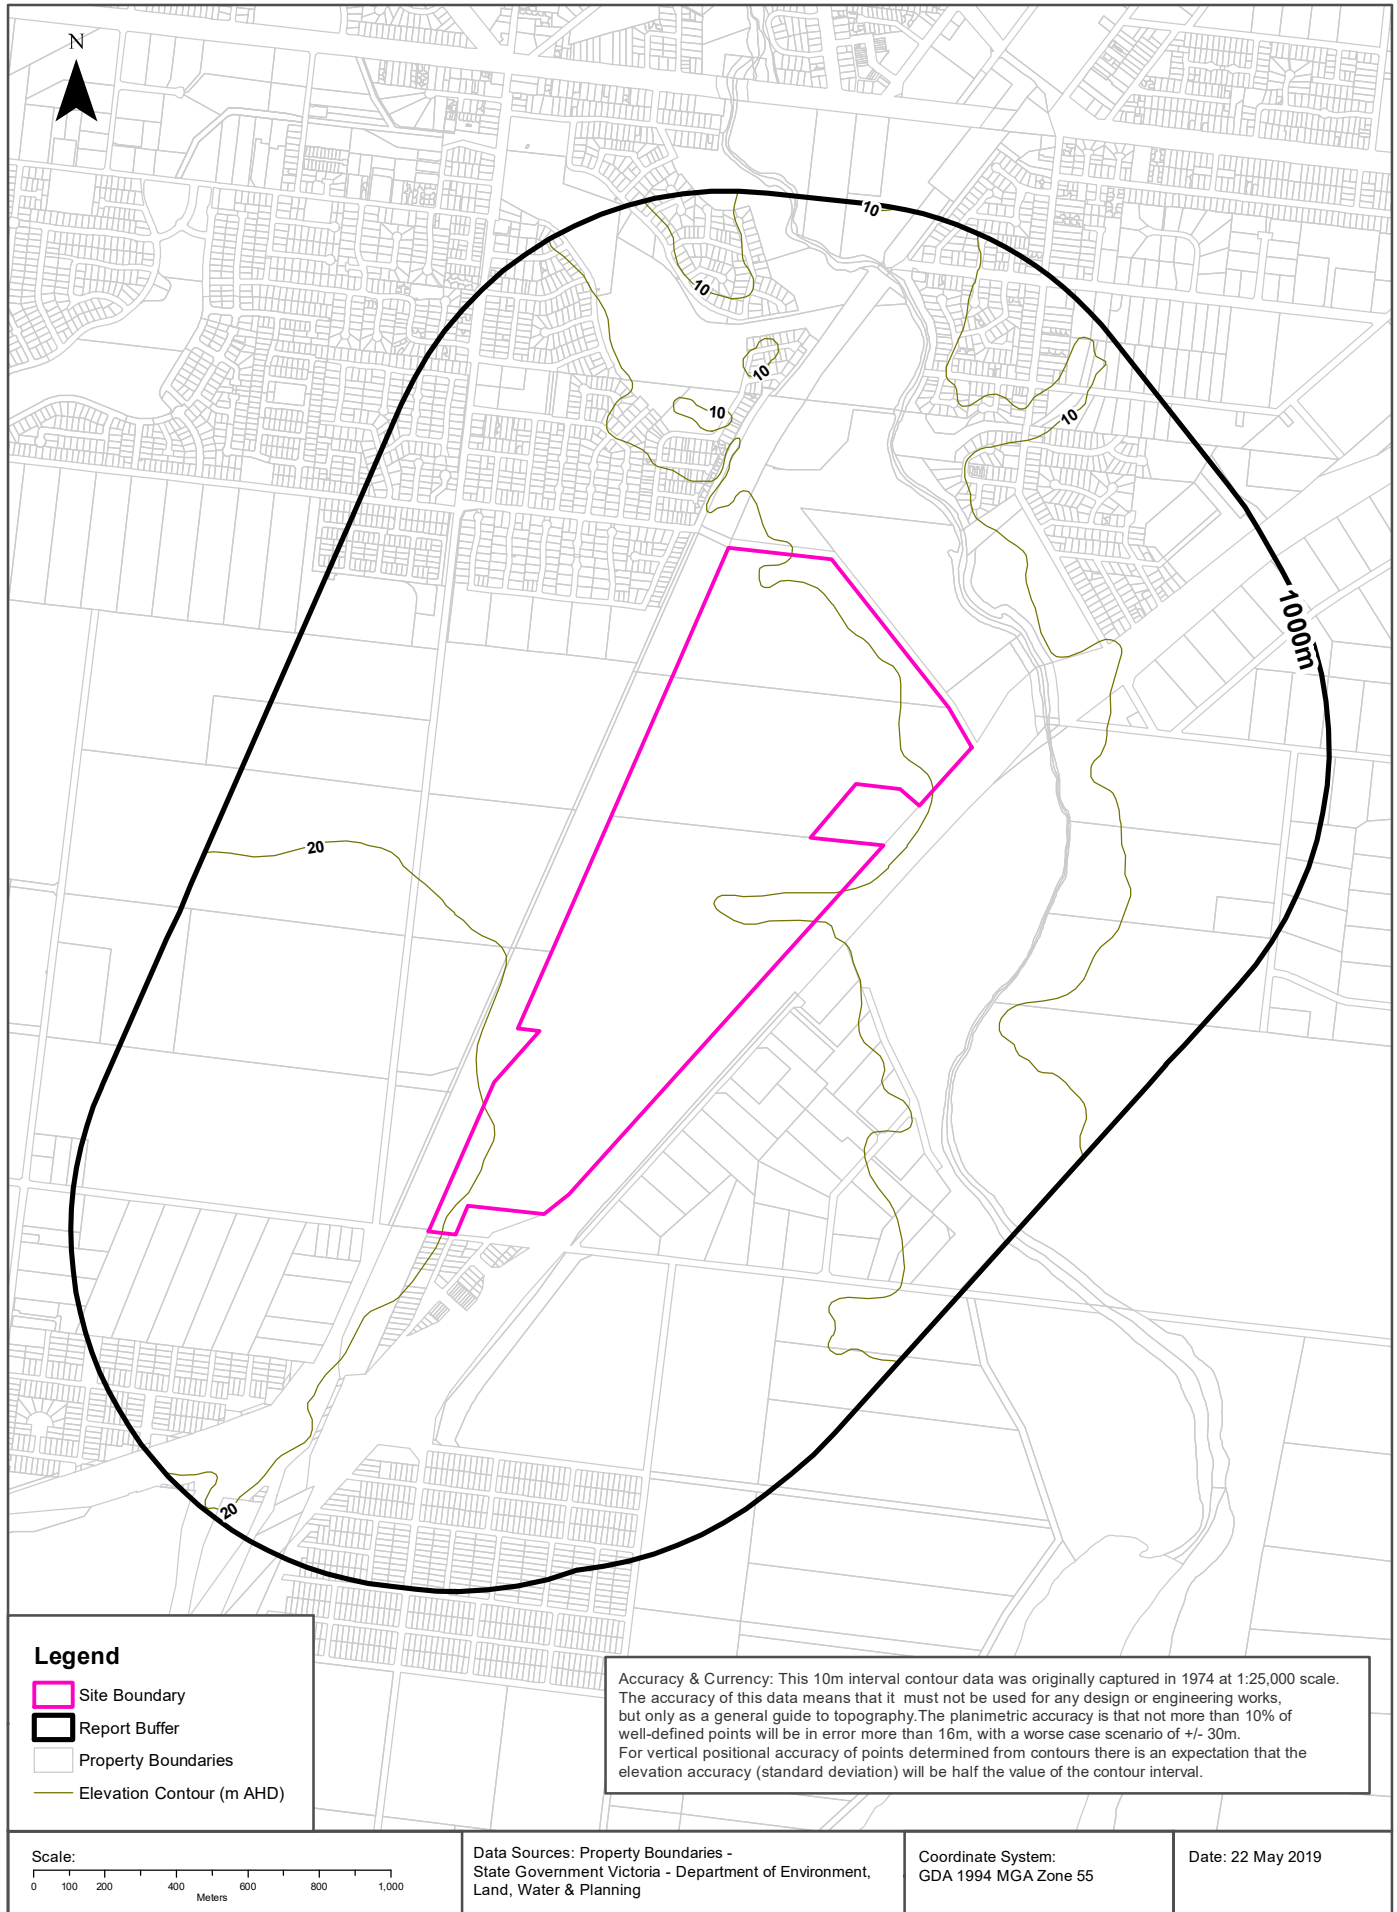 N
10
10
10
10
10
1000m
20
20
Legend
Site Boundary
Report Buffer
Property Boundaries
Elevation Contour (m AHD)
Accuracy & Currency: This 10m interval contour data was originally captured in 1974 at 1:25,000 scale.
The accuracy of this data means that it must not be used for any design or engineering works,
but only as a general guide to topography.The planimetric accuracy is that not more than 10% of
well-defined points will be in error more than 16m, with a worse case scenario of +/- 30m.
For vertical positional accuracy of points determined from contours there is an expectation that the
elevation accuracy (standard deviation) will be half the value of the contour interval.
Scale:
0 100 200 400 600 800 1,000
Meters
Data Sources: Property Boundaries -
State Government Victoria - Department of Environment,
Land, Water & Planning
Coordinate System:
GDA 1994 MGA Zone 55
Date: 22 May 2019